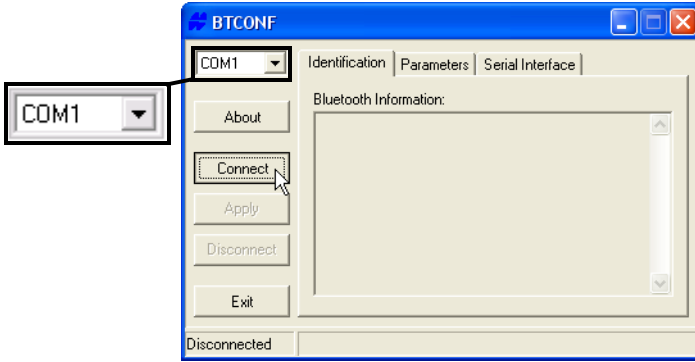 BTCONF
COM1
COM1
Identification
Parameters
Serial Interface
Bluetooth Information:
About
Connect
Apply
Disconnect
Exit
Disconnected